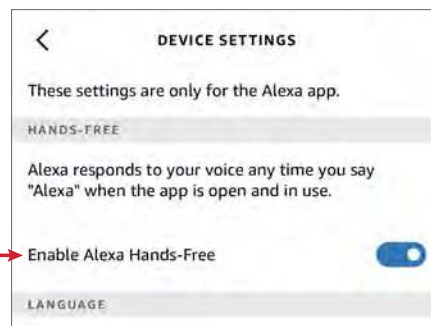 DEVICE SETTINGS
These settings are only for the Alexa app.
HANDS-FREE
Alexa responds to your voice any time you say
"Alexa" when the app is open and in use.
Enable Alexa Hands-Free
LANGUAGE